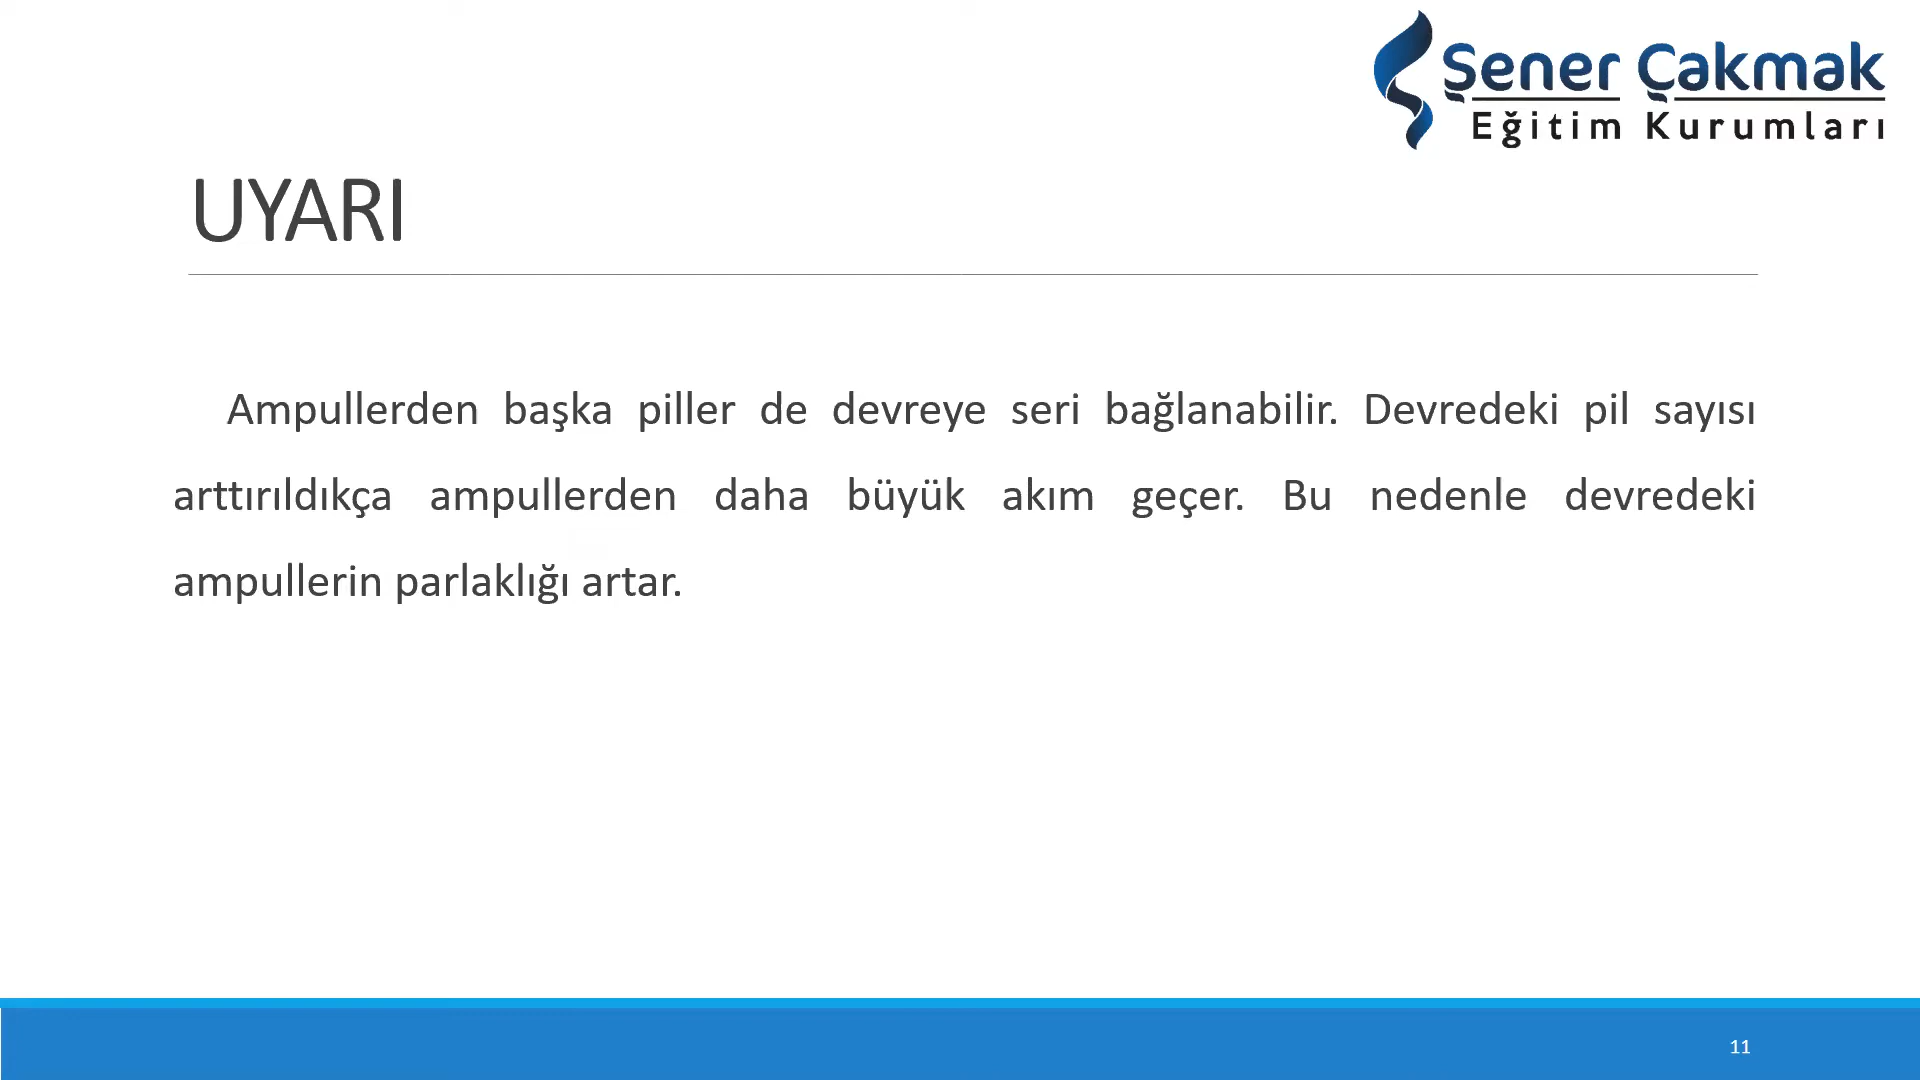 Şener Çakmak
Eğitim Kurumları
UYARI
Ampullerden başka piller de devreye seri bağlanabilir. Devredeki pil sayısı
arttırıldıkça ampullerden daha büyük akım geçer. Bu nedenle devredeki
ampullerin parlaklığı artar.
11